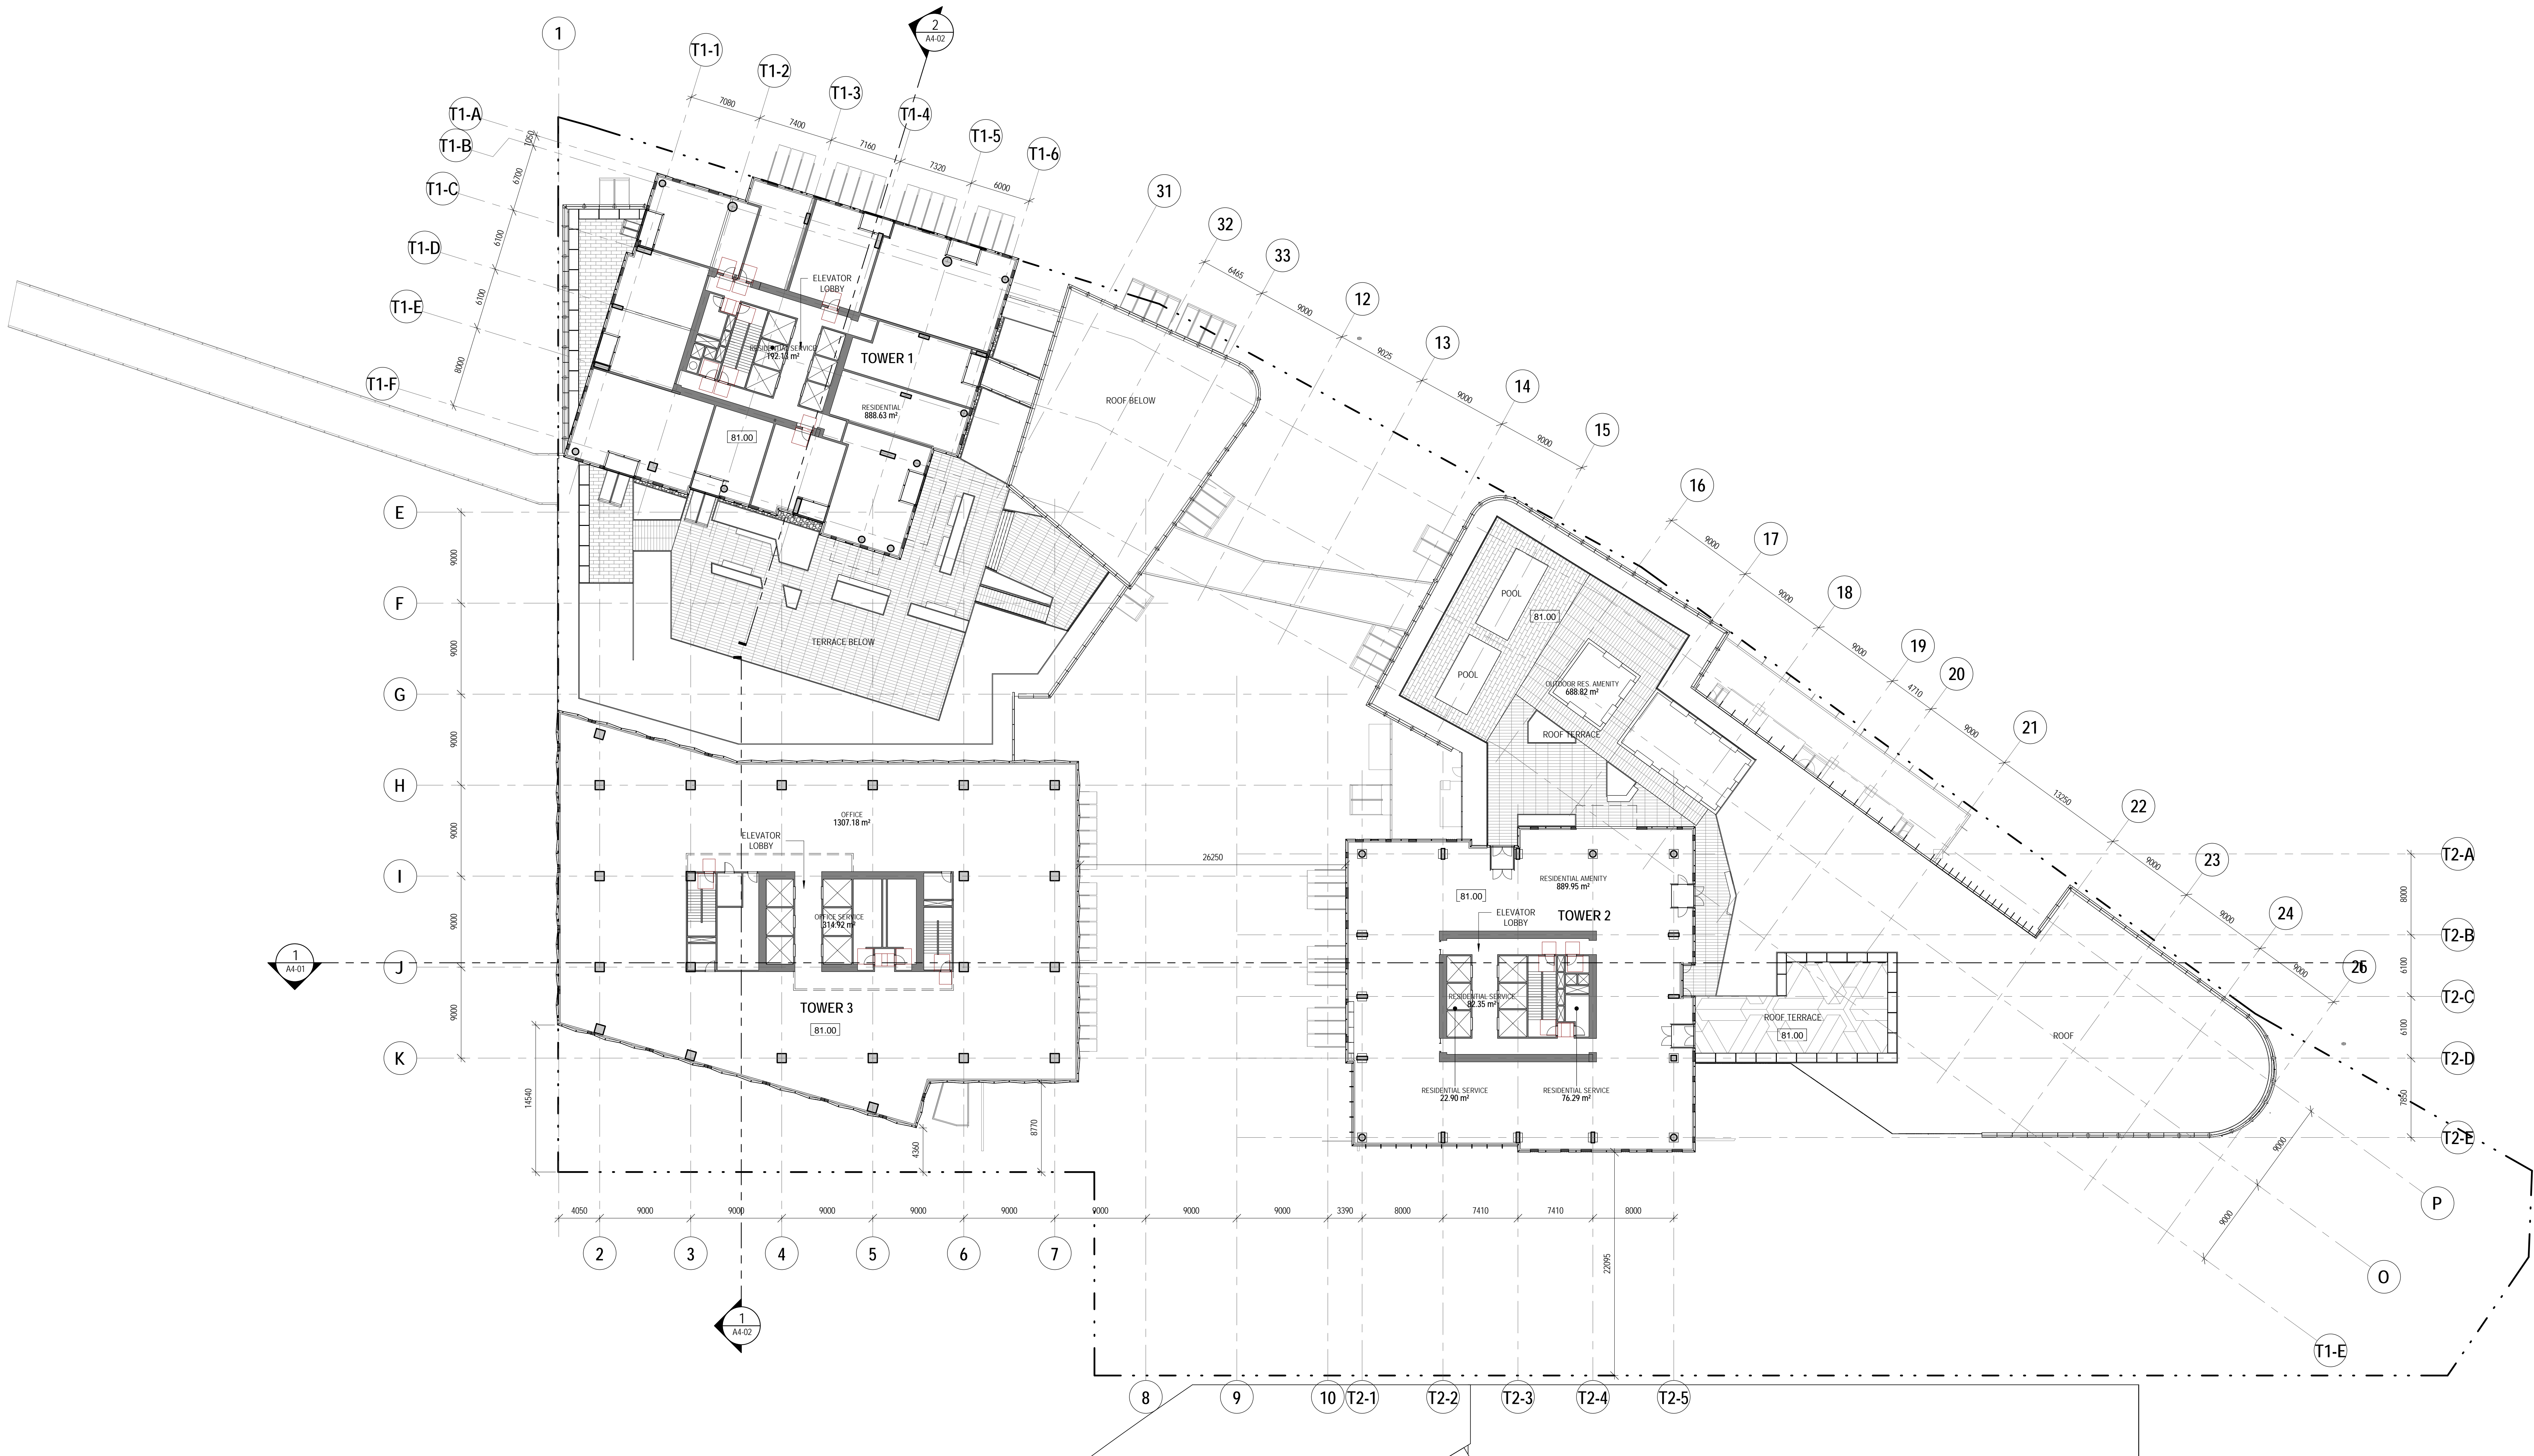 2
A4-02
1
T1-1
T1-2
T1-3
T1-4
T1-5
T1-6
T1-A
T1-B
T1-C
T1-D
T1-E
T1-F
7080
7400
7160
7320
6000
1050
6700
6100
6100
8000
31
32
33
12
13
14
15
16
17
18
19
20
21
22
23
24
26
6465
9000
9025
9000
9000
9000
9000
9000
4710
9000
13250
9000
9000
9000
ELEVATOR
LOBBY
RESIDENTIAL SERVICE
192.13 m²
TOWER 1
RESIDENTIAL
888.63 m²
81.00
ROOF BELOW
TERRACE BELOW
E
F
G
H
I
J
K
9000
9000
9000
9000
9000
9000
POOL
POOL
81.00
OUTDOOR RES. AMENITY
688.82 m²
ROOF TERRACE
OFFICE
1307.18 m²
ELEVATOR
LOBBY
OFFICE SERVICE
314.92 m²
TOWER 3
81.00
26250
RESIDENTIAL AMENITY
889.95 m²
81.00
ELEVATOR
LOBBY
TOWER 2
RESIDENTIAL SERVICE
82.35 m²
RESIDENTIAL SERVICE
22.90 m²
RESIDENTIAL SERVICE
76.29 m²
ROOF TERRACE
81.00
ROOF
T2-A
T2-B
T2-C
T2-D
T2-E
8000
6100
6100
7850
1
A4-01
14540
4360
8770
22095
4050
9000
9000
9000
9000
9000
9000
9000
9000
3390
8000
7410
7410
8000
9000
9000
P
O
T1-E
2
3
4
5
6
7
1
A4-02
8
9
10
T2-1
T2-2
T2-3
T2-4
T2-5